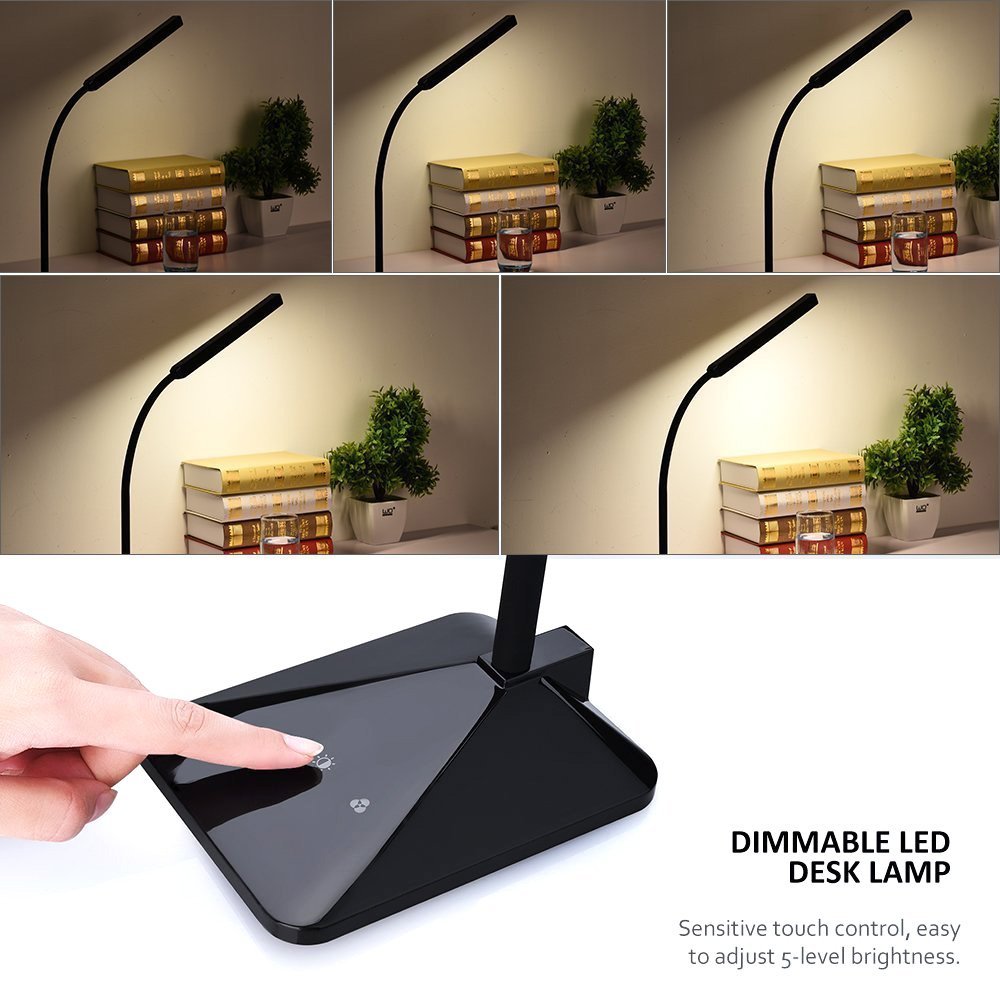 DIMMABLE LED
DESK LAMP
Sensitive touch control, easy
to adjust 5-level brightness.